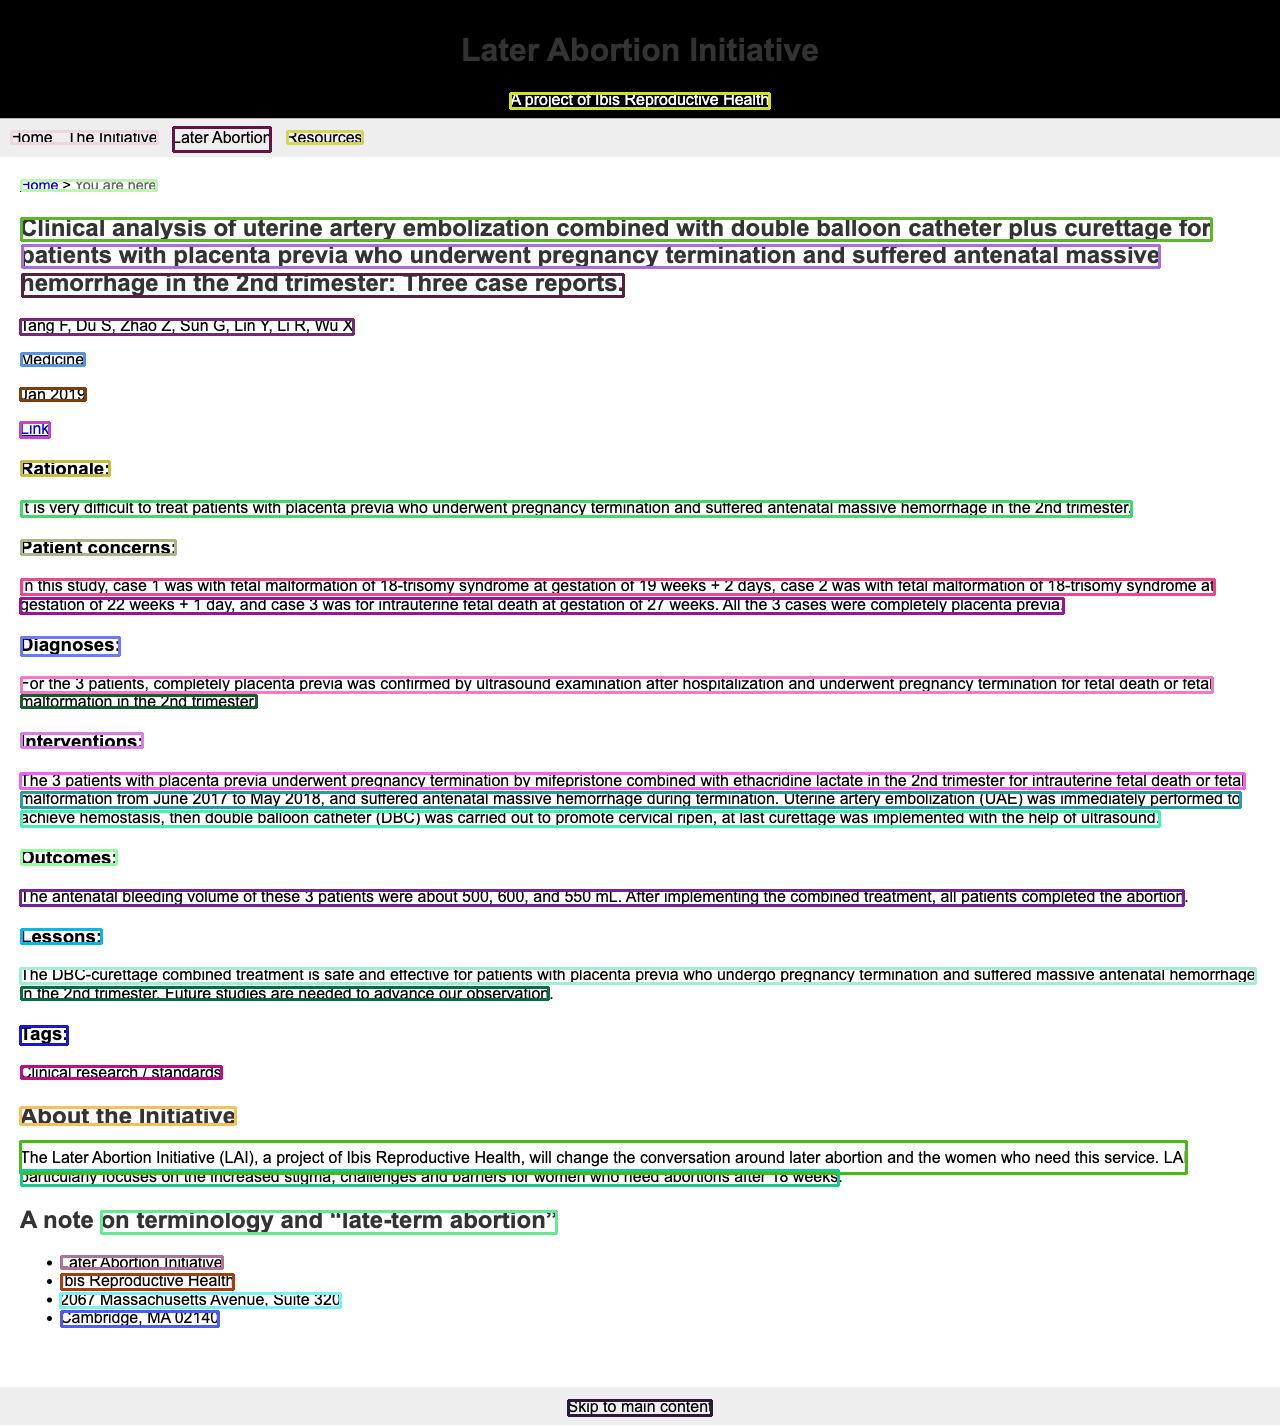 Later Abortion Initiative
A project of Ibis Reproductive Health
Home The Initiative Later Abortion Resources
Home > You are here
Clinical analysis of uterine artery embolization combined with double balloon catheter plus curettage for
patients with placenta previa who underwent pregnancy termination and suffered antenatal massive
hemorrhage in the 2nd trimester: Three case reports.
Tang F, Du S, Zhao Z, Sun G, Lin Y, Li R, Wu X
Medicine
Jan 2019
Link
Rationale:
It is very difficult to treat patients with placenta previa who underwent pregnancy termination and suffered antenatal massive hemorrhage in the 2nd trimester.
Patient concerns:
In this study, case 1 was with fetal malformation of 18-trisomy syndrome at gestation of 19 weeks + 2 days, case 2 was with fetal malformation of 18-trisomy syndrome at
gestation of 22 weeks + 1 day, and case 3 was for intrauterine fetal death at gestation of 27 weeks. All the 3 cases were completely placenta previa.
Diagnoses:
For the 3 patients, completely placenta previa was confirmed by ultrasound examination after hospitalization and underwent pregnancy termination for fetal death or fetal
malformation in the 2nd trimester.
Interventions:
The 3 patients with placenta previa underwent pregnancy termination by mifepristone combined with ethacridine lactate in the 2nd trimester for intrauterine fetal death or fetal
malformation from June 2017 to May 2018, and suffered antenatal massive hemorrhage during termination. Uterine artery embolization (UAE) was immediately performed to
achieve hemostasis, then double balloon catheter (DBC) was carried out to promote cervical ripen, at last curettage was implemented with the help of ultrasound.
Outcomes:
The antenatal bleeding volume of these 3 patients were about 500, 600, and 550 mL. After implementing the combined treatment, all patients completed the abortion.
Lessons:
The DBC-curettage combined treatment is safe and effective for patients with placenta previa who undergo pregnancy termination and suffered massive antenatal hemorrhage
in the 2nd trimester. Future studies are needed to advance our observation.
Tags:
Clinical research / standards
About the Initiative
The Later Abortion Initiative (LAI), a project of Ibis Reproductive Health, will change the conversation around later abortion and the women who need this service. LAI
particularly focuses on the increased stigma, challenges and barriers for women who need abortions after 18 weeks.
A note on terminology and “late-term abortion”
• Later Abortion Initiative
• Ibis Reproductive Health
• 2067 Massachusetts Avenue, Suite 320
• Cambridge, MA 02140
Skip to main content